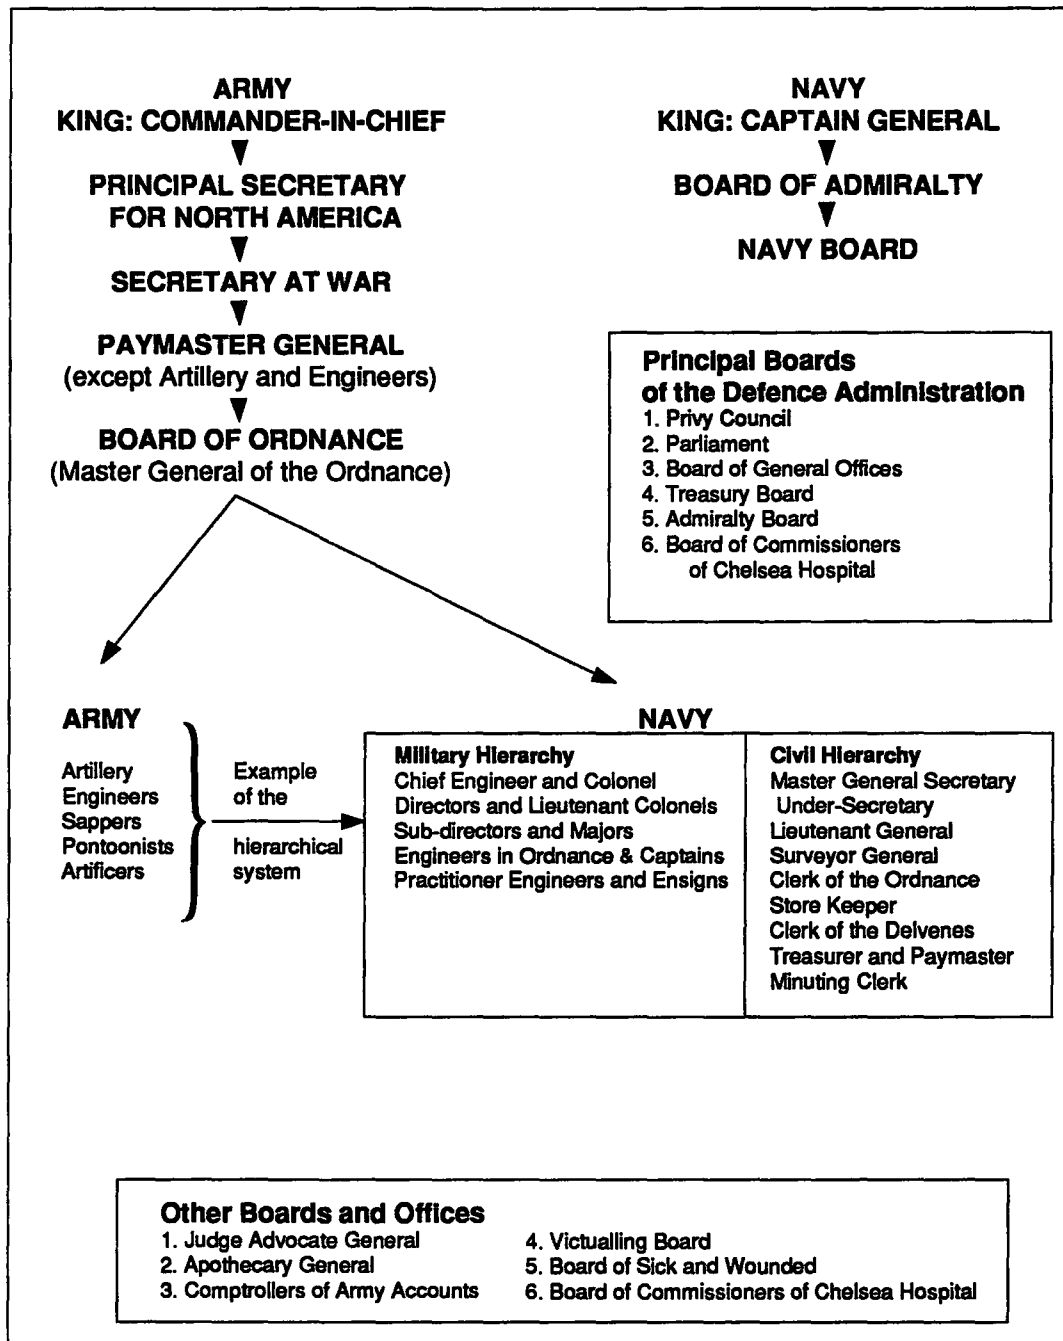 ARMY
KING: COMMANDER-IN-CHIEF
PRINCIPAL SECRETARY
FOR NORTH AMERICA
SECRETARY AT WAR
PAYMASTER GENERAL
(except Artillery and Engineers)
BOARD OF ORDNANCE
(Master General of the Ordnance)
NAVY
KING: CAPTAIN GENERAL
BOARD OF ADMIRALTY
NAVY BOARD
Principal Boards
of the Defence Administration
1. Privy Council
2. Parliament
3. Board of General Offices
4. Treasury Board
5. Admiralty Board
6. Board of Commissioners
of Chelsea Hospital
ARMY
Artillery
Engineers
Sappers
Pontoonists
Artificers
Example
of the
hierarchical
system
NAVY
Military Hierarchy
Chief Engineer and Colonel
Directors and Lieutenant Colonels
Sub-directors and Majors
Engineers in Ordnance & Captains
Practitioner Engineers and Ensigns
Civil Hierarchy
Master General Secretary
Under-Secretary
Lieutenant General
Surveyor General
Clerk of the Ordnance
Store Keeper
Clerk of the Delvenes
Treasurer and Paymaster
Minuting Clerk
Other Boards and Offices
1. Judge Advocate General
2. Apothecary General
3. Comptrollers of Army Accounts
4. Victualling Board
5. Board of Sick and Wounded
6. Board of Commissioners of Chelsea Hospital